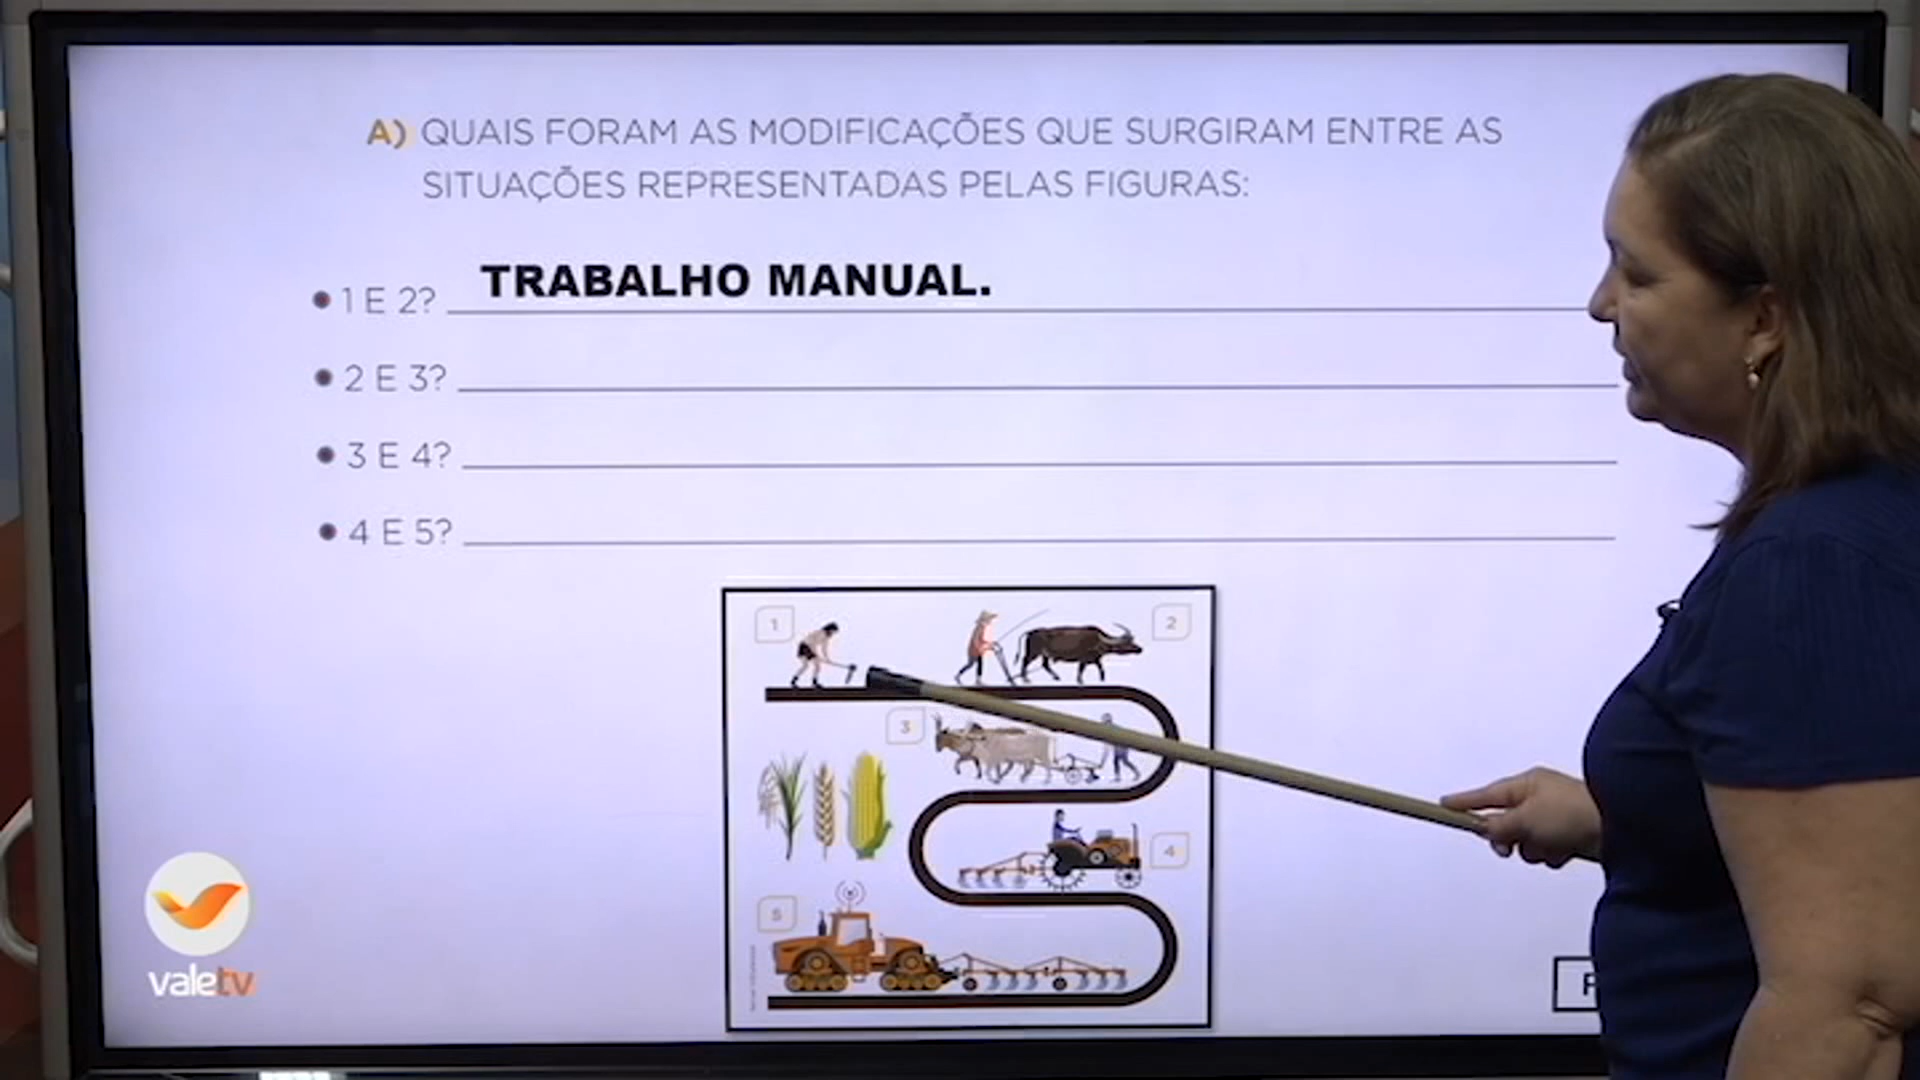 A) QUAIS FORAM AS MODIFICAÇÕES QUE SURGIRAM ENTRE AS
SITUAÇÕES REPRESENTADAS PELAS FIGURAS:
TRABALHO MANUAL.
• 1 E 2?
• 2 E 3?
• 3 E 4?
• 4 E 5?
1
2
3
4
5
valetv